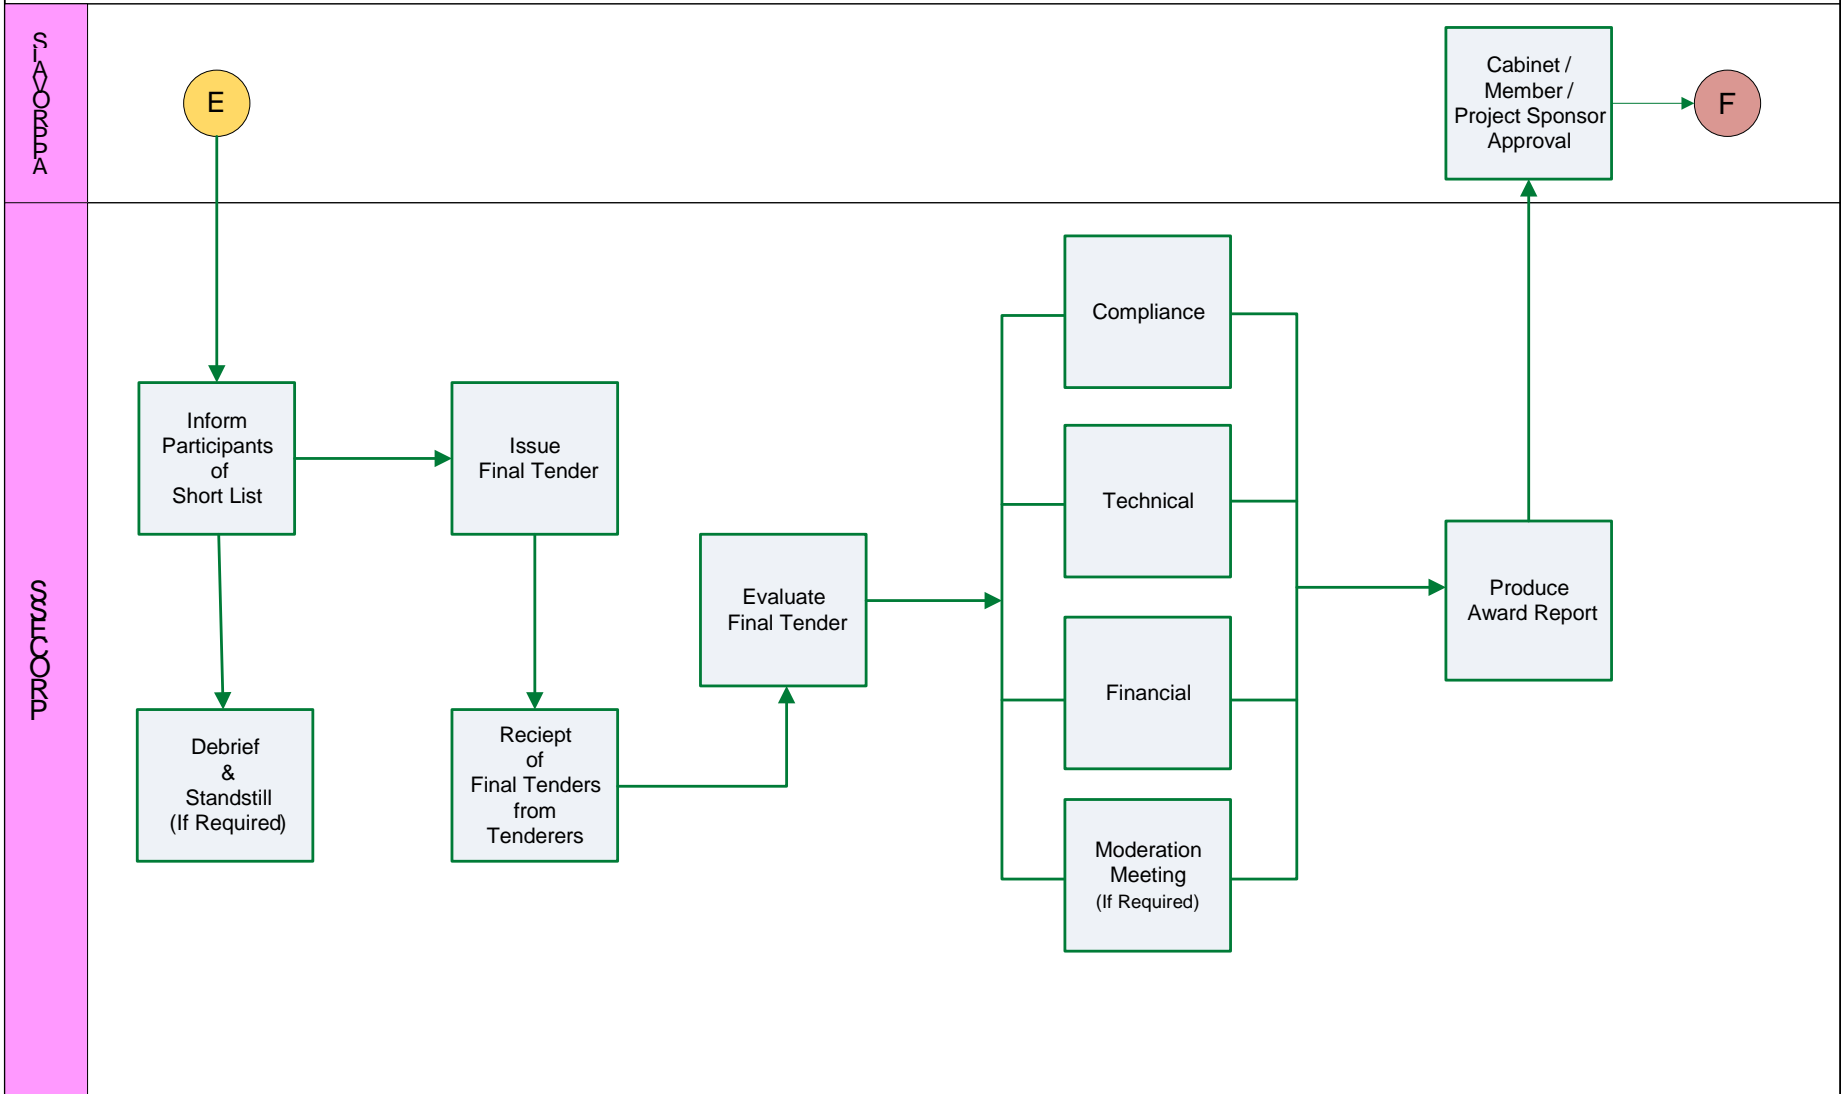 APPROVALS
E
Cabinet /
Member /
Project Sponsor
Approval
F
PROCESS
Inform
Participants
of
Short List
Issue
Final Tender
Debrief
&
Standstill
(If Required)
Reciept
of
Final Tenders
from
Tenderers
Evaluate
Final Tender
Compliance
Technical
Financial
Moderation
Meeting
(If Required)
Produce
Award Report